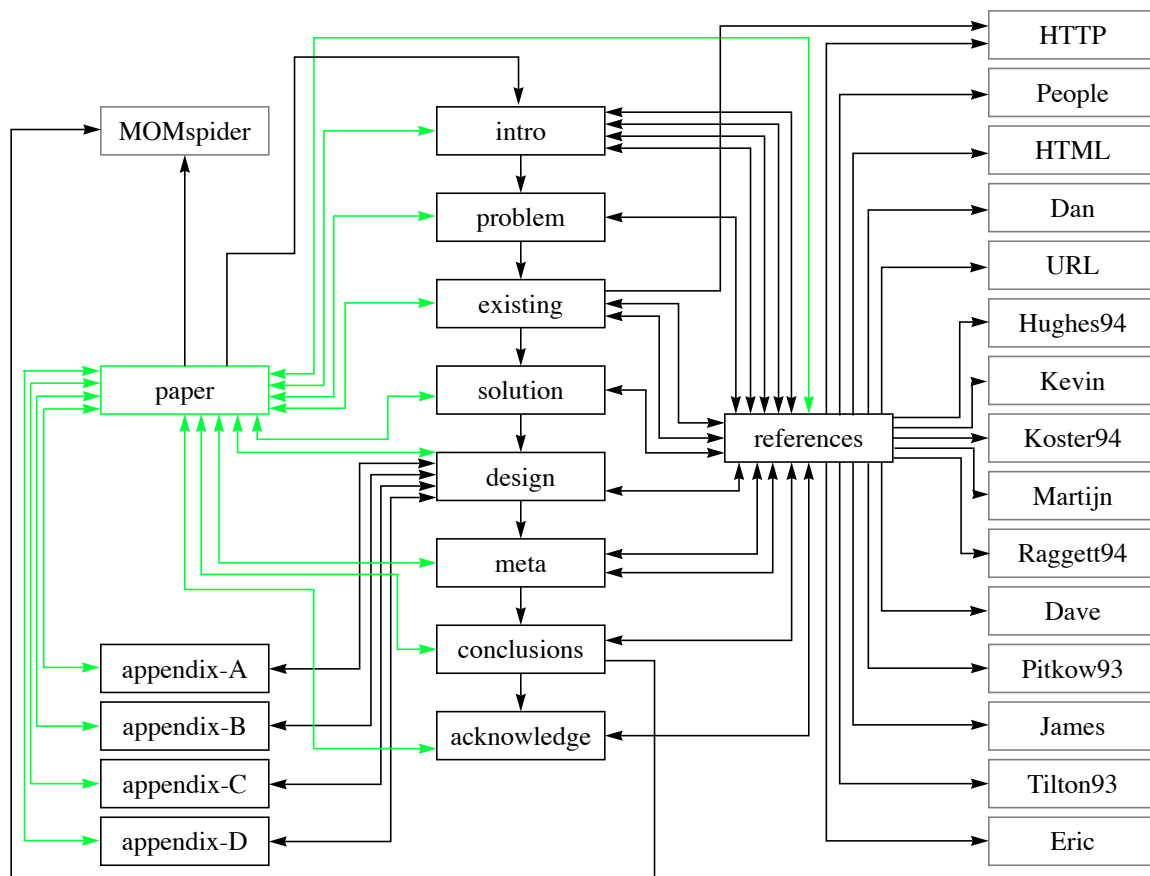 MOMspider
paper
appendix-A
appendix-B
appendix-C
appendix-D
intro
problem
existing
solution
design
meta
conclusions
acknowledge
references
HTTP
People
HTML
Dan
URL
Hughes94
Kevin
Koster94
Martijn
Raggett94
Dave
Pitkow93
James
Tilton93
Eric